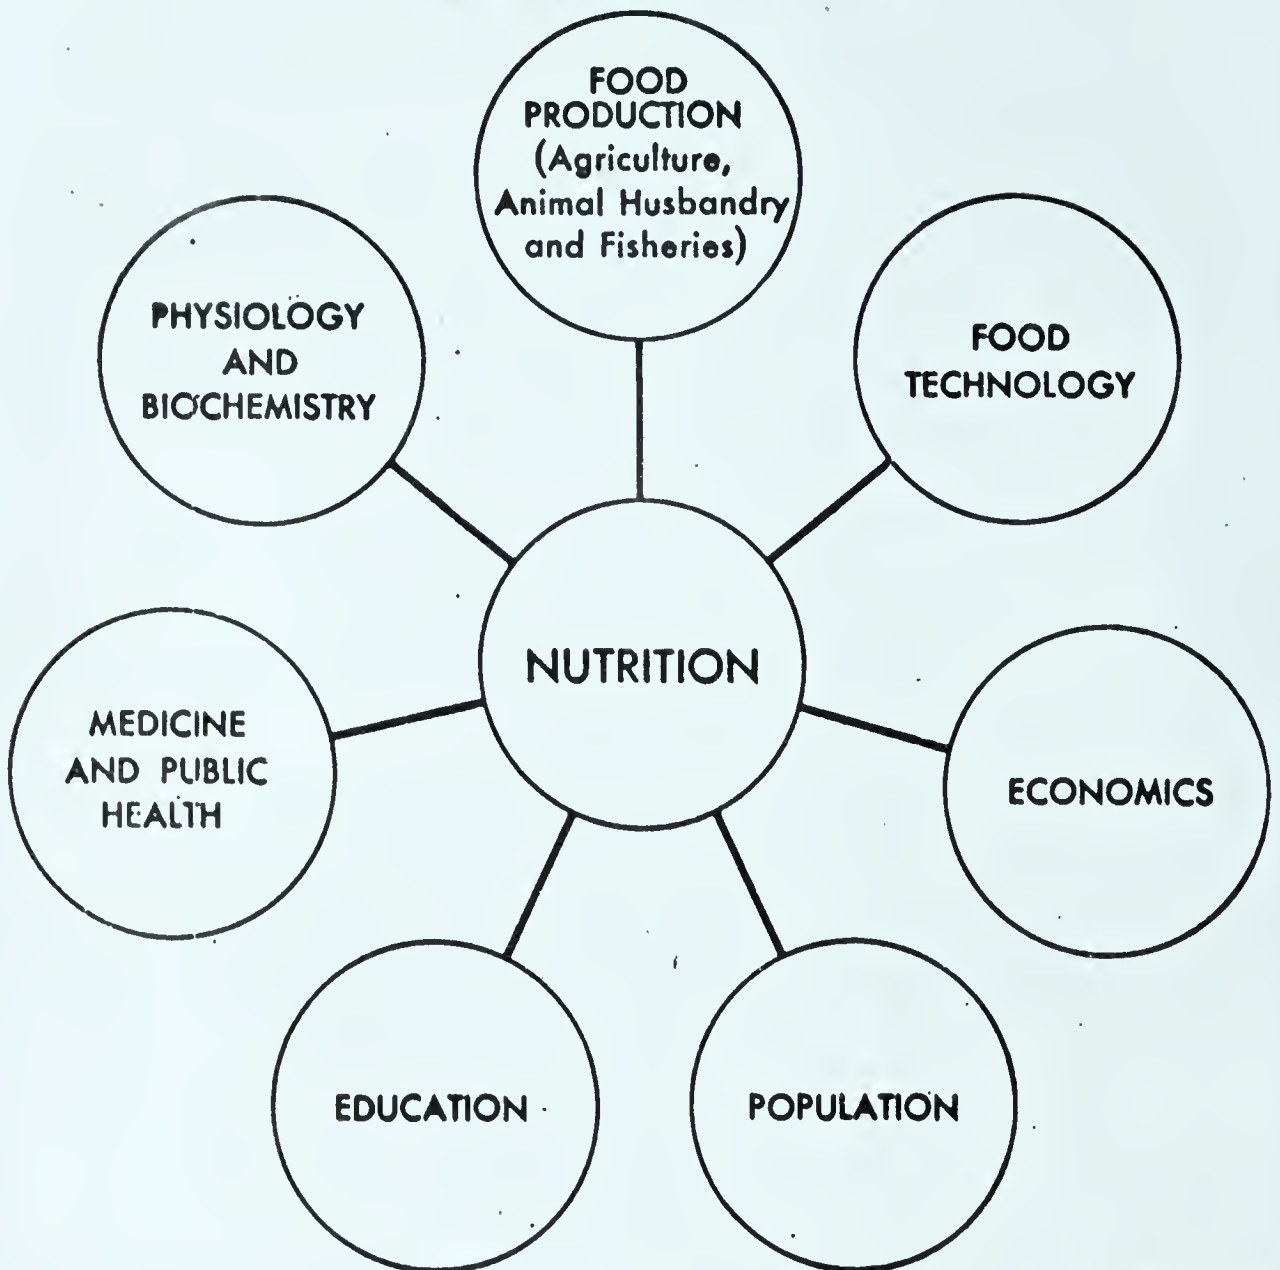 FOOD
PRODUCTION
(Agriculture,
Animal Husbandry
and Fisheries)
PHYSIOLOGY
AND
BIOCHEMISTRY
FOOD
TECHNOLOGY
NUTRITION
MEDICINE
AND PUBLIC
HEALTH
ECONOMICS
EDUCATION
POPULATION